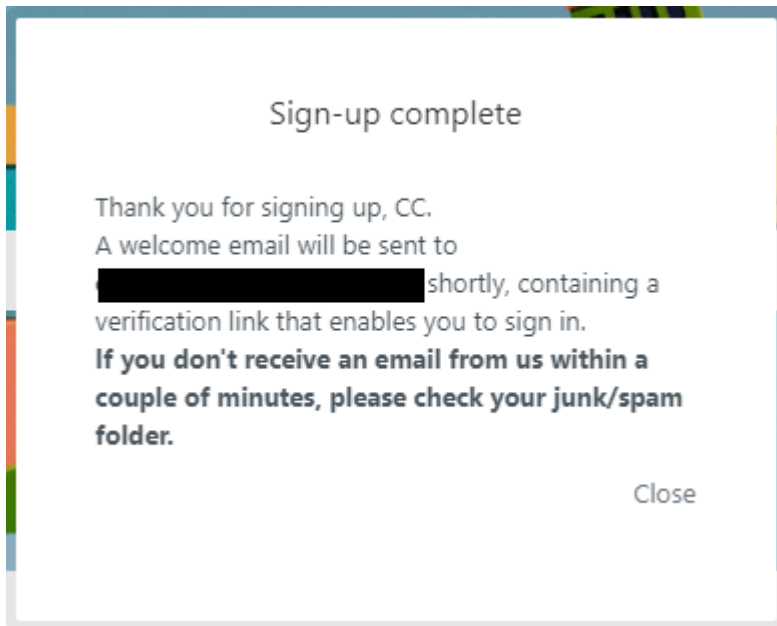 Sign-up complete
Thank you for signing up, CC.
A welcome email will be sent to
shortly, containing a
verification link that enables you to sign in.
If you don't receive an email from us within a
couple of minutes, please check your junk/spam
folder.
Close